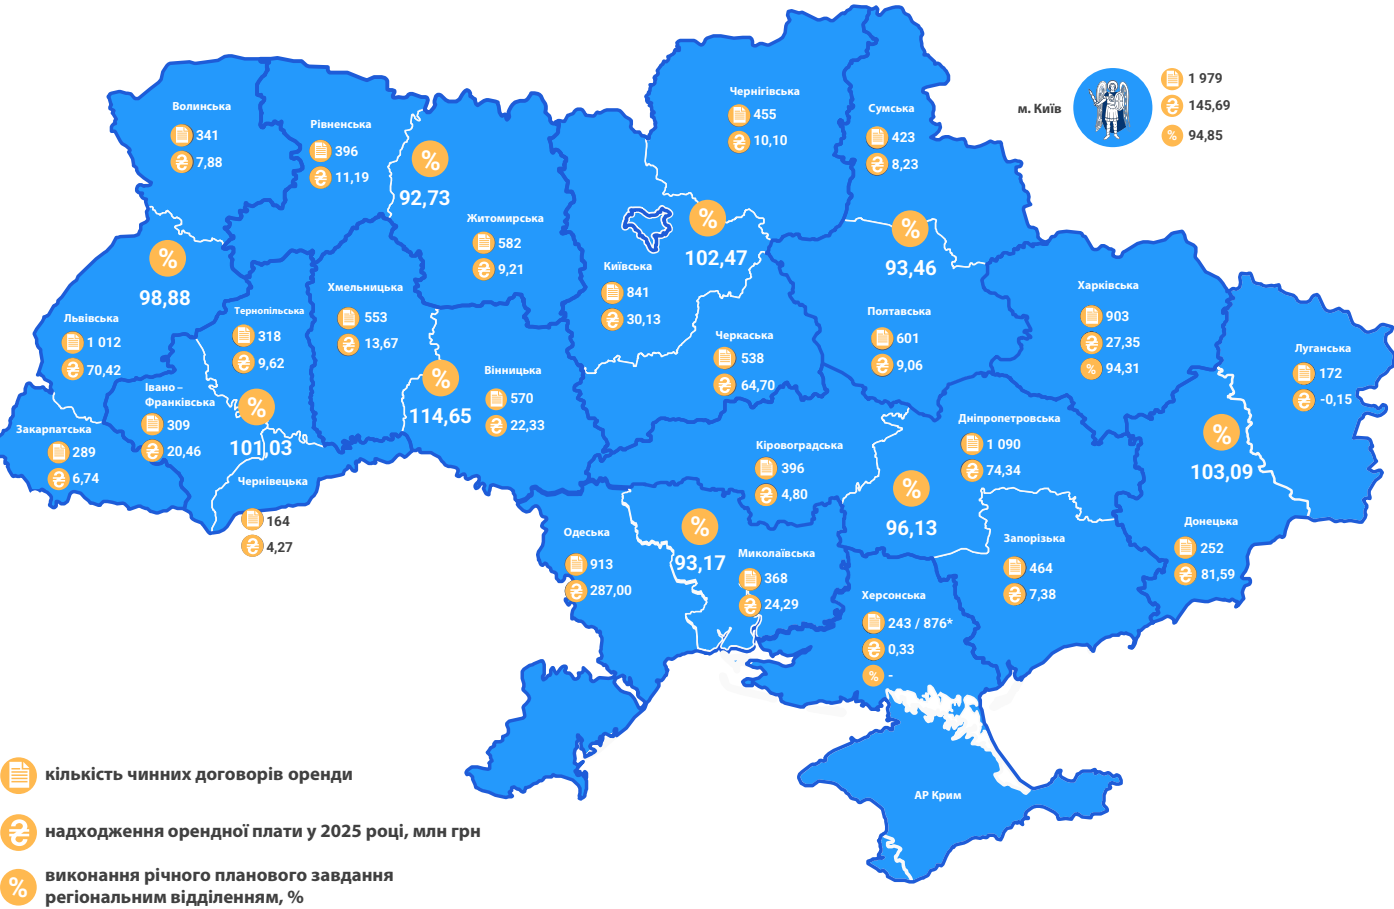 Волинська
341
7,88
Рівненська
396
11,19
%
92,73
Житомирська
582
9,21
Чернігівська
455
10,10
Сумська
423
8,23
м. Київ
1 979
145,69
% 94,85
%
98,88
Львівська
1 012
70,42
Тернопільська
318
9,62
Хмельницька
553
13,67
Київська
841
30,13
%
102,47
Черкаська
538
64,70
%
93,46
Полтавська
601
9,06
Харківська
903
27,35
% 94,31
Луганська
172
-0,15
Закарпатська
289
6,74
Івано –
Франківська
309
20,46
%
101,03
Чернівецька
164
4,27
%
114,65
Вінницька
570
22,33
Кіровоградська
396
4,80
Дніпропетровська
1 090
74,34
%
96,13
%
103,09
Донецька
252
81,59
Запорізька
464
7,38
Одеська
913
287,00
%
93,17
Миколаївська
368
24,29
Херсонська
243 / 876*
0,33
% -
АР Крим
кількість чинних договорів оренди
надходження орендної плати у 2025 році, млн грн
%
виконання річного планового завдання
регіональним відділенням, %